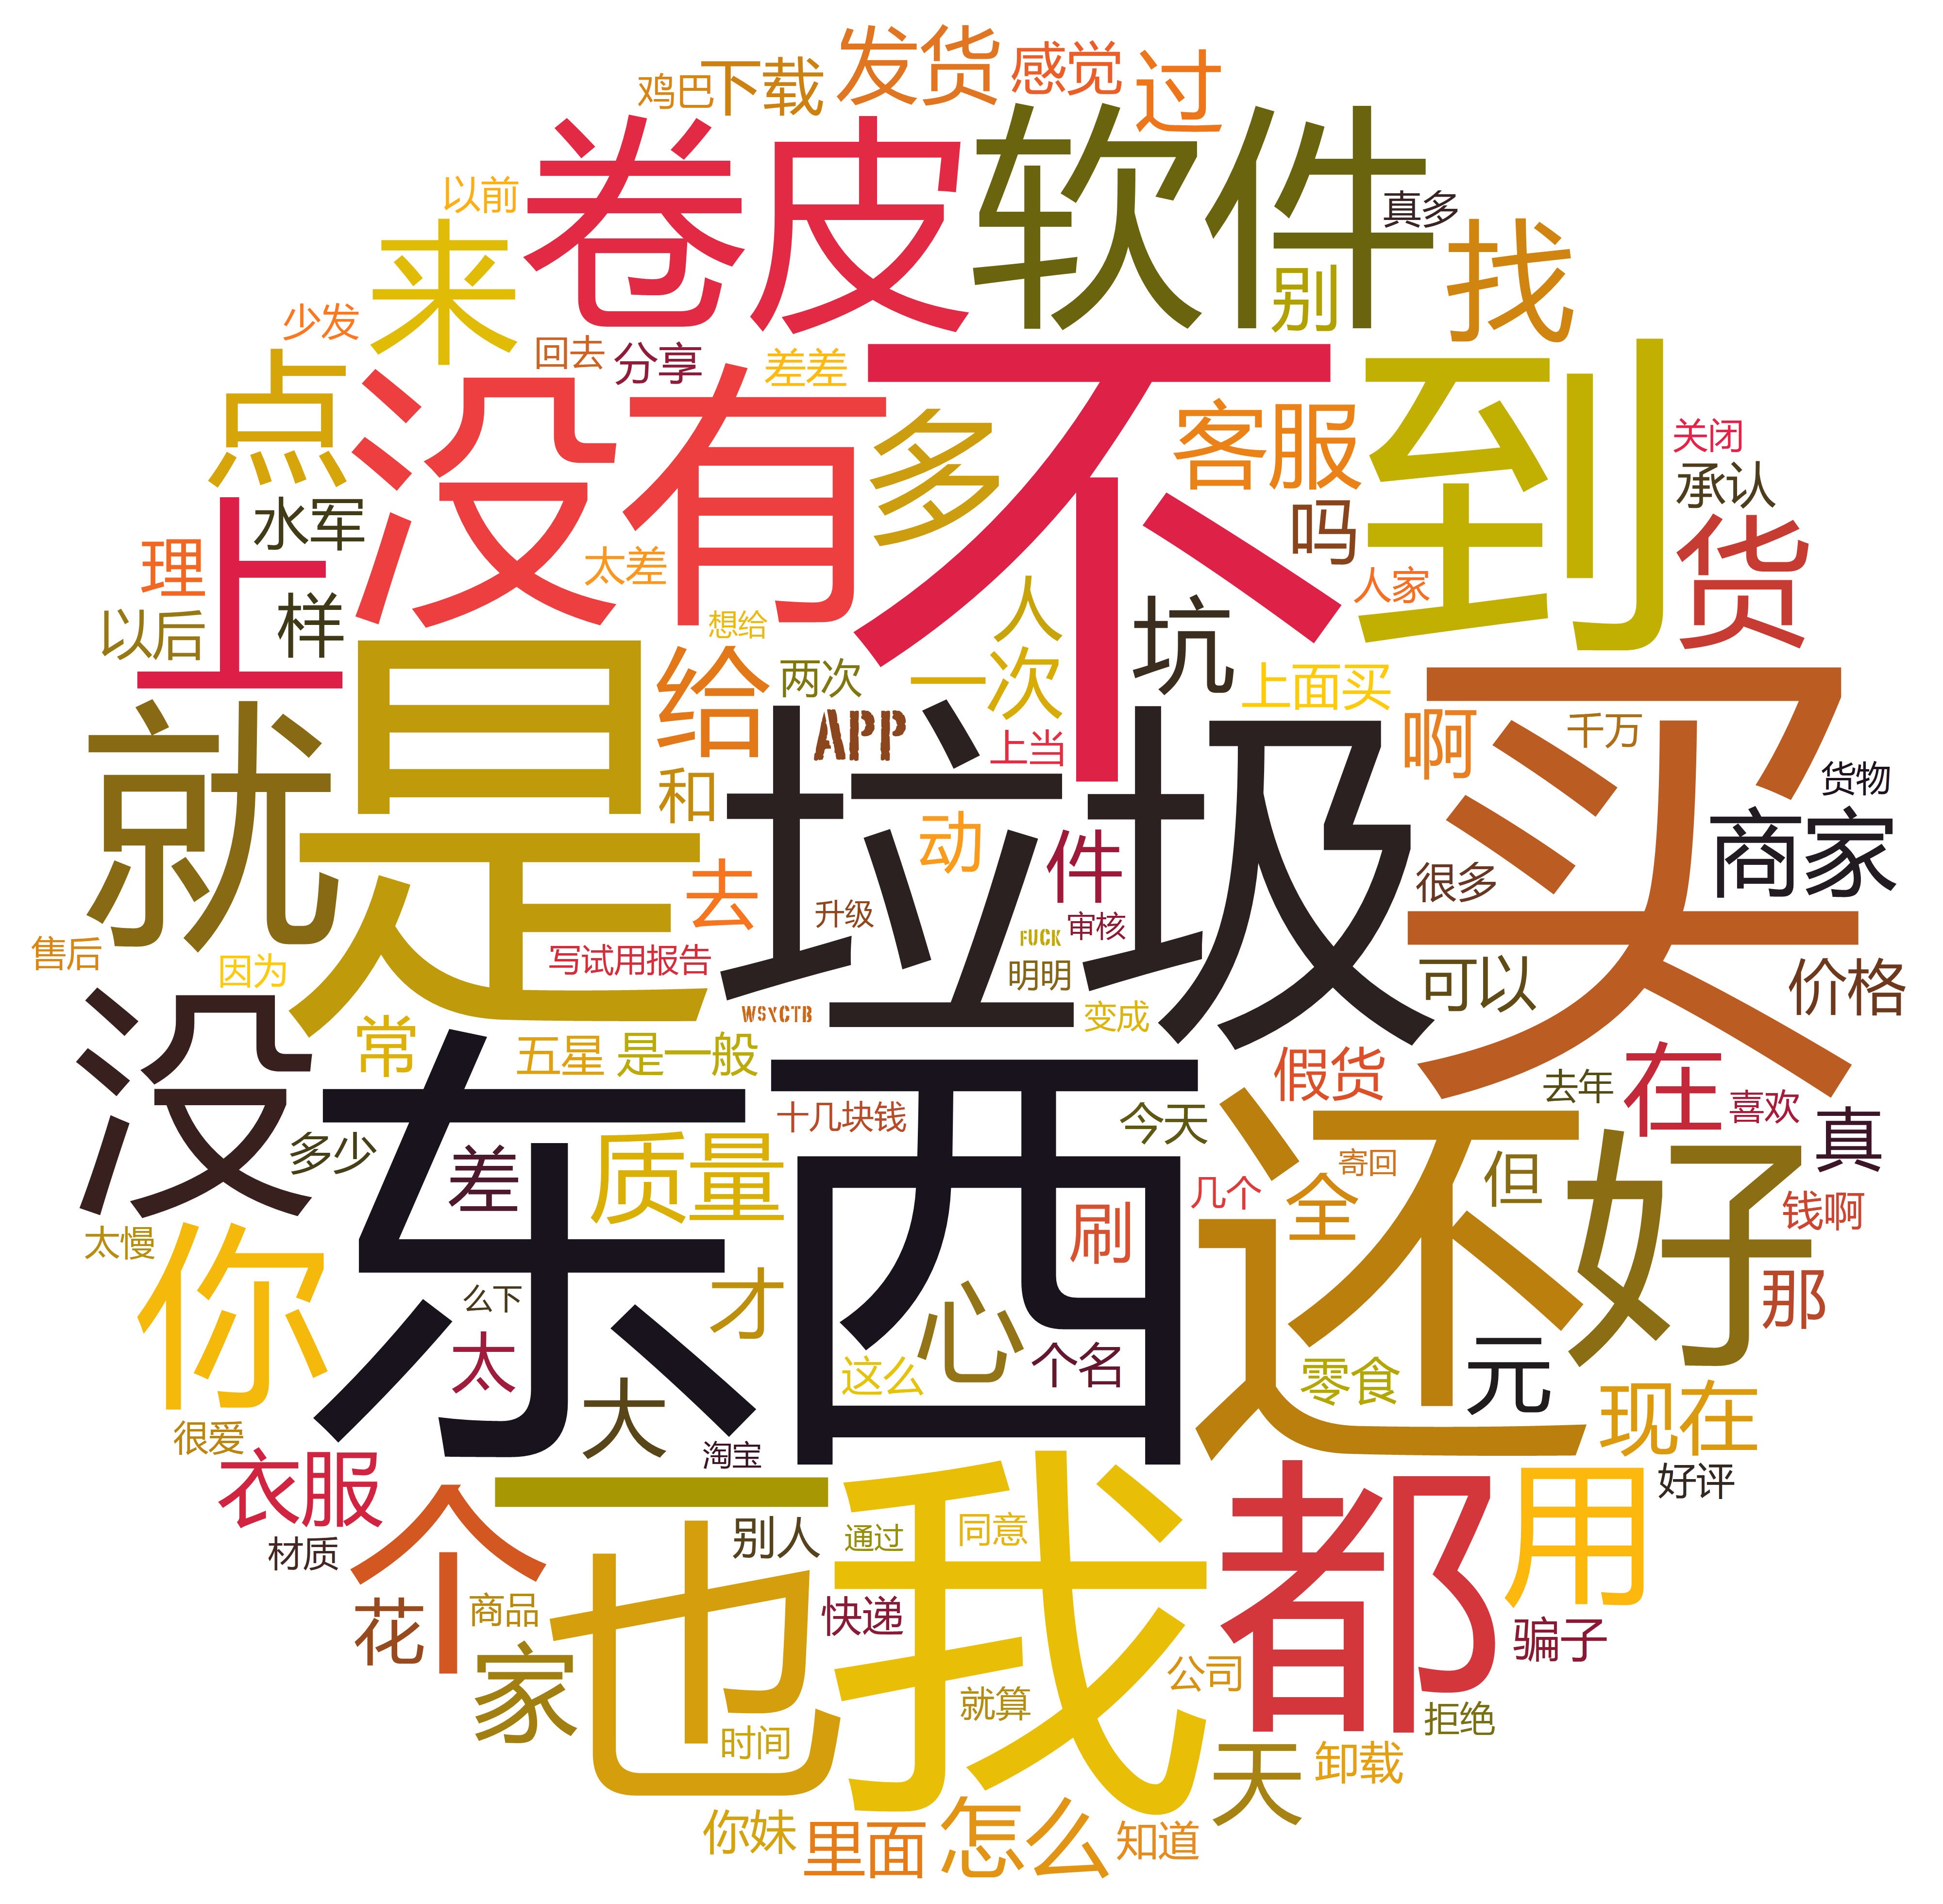 发货
感觉
过
鸡巴
下载
卷皮
软件
真多
以前
来
别
找
少发
回去
分享
差差
点
没有
不
到
多
客服
关闭
承认
水军
吗
货
上
理
太差
人家
样
以后
想给
人
坑
给
两次
一次
上面买
是
就
APP
上当
啊
千万
买
和
垃圾
货物
动
件
商家
去
很多
升级
审核
FUCK
售后
因为
写试用报告
明明
可以
价格
没
WSXCTB
变成
常
五星
是一般
假货
在
去年
喜欢
东西
十几块钱
今天
还
真
多少
差
质量
但
好
寄回
几个
全
钱啊
刷
太慢
你
么下
才
心
那
太
这么
个名
零食
元
大
现在
很爱
淘宝
衣服
好评
个
一
我
都
用
材质
别人
通过
同意
也
花
商品
快递
骗子
家
公司
就算
拒绝
时间
天
卸载
你妹
里面
怎么
知道